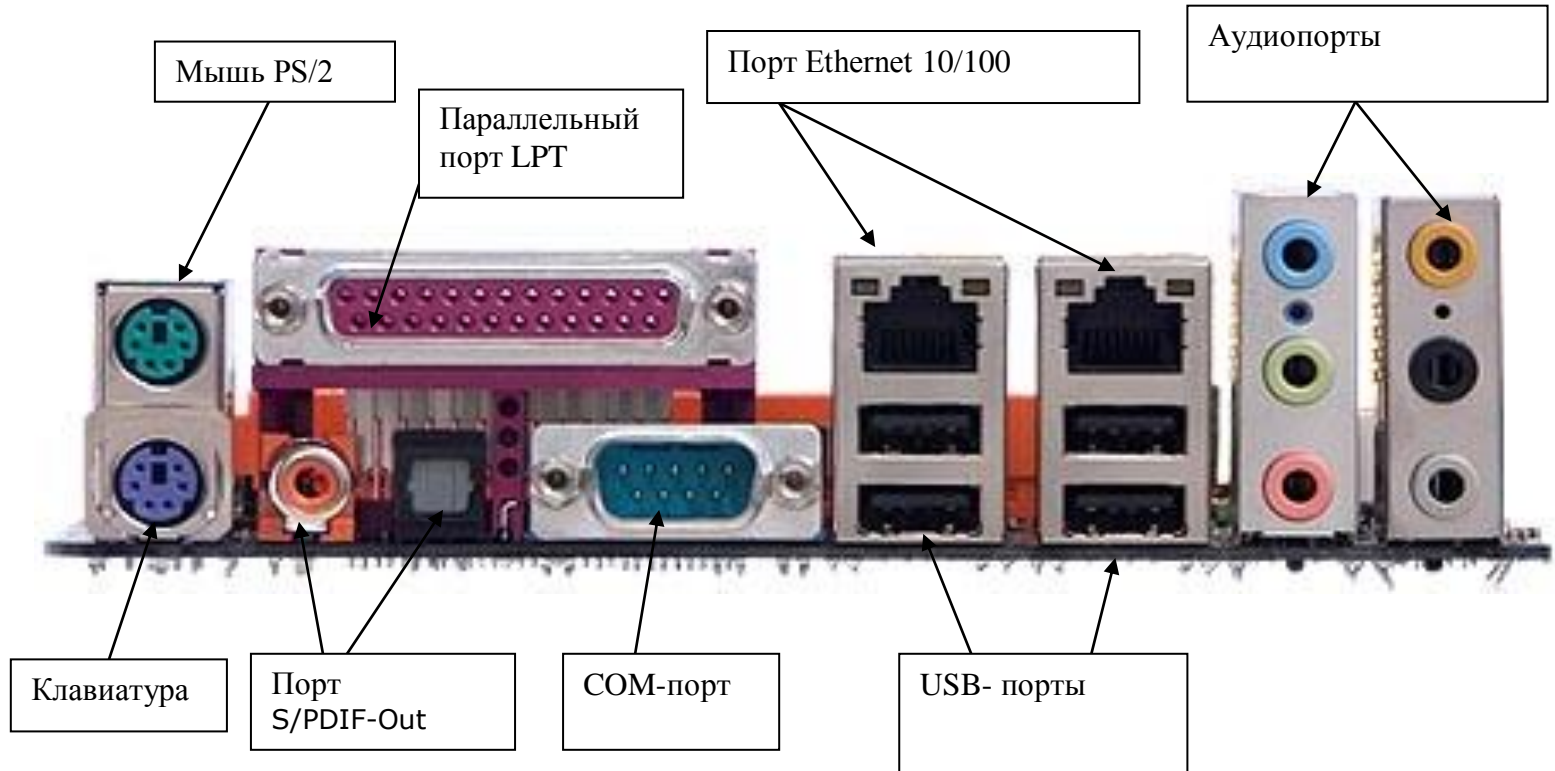 Мышь PS/2
Параллельный
порт LPT
Порт Ethernet 10/100
Аудиопорты
Клавиатура
Порт
S/PDIF-Out
COM-порт
USB- порты